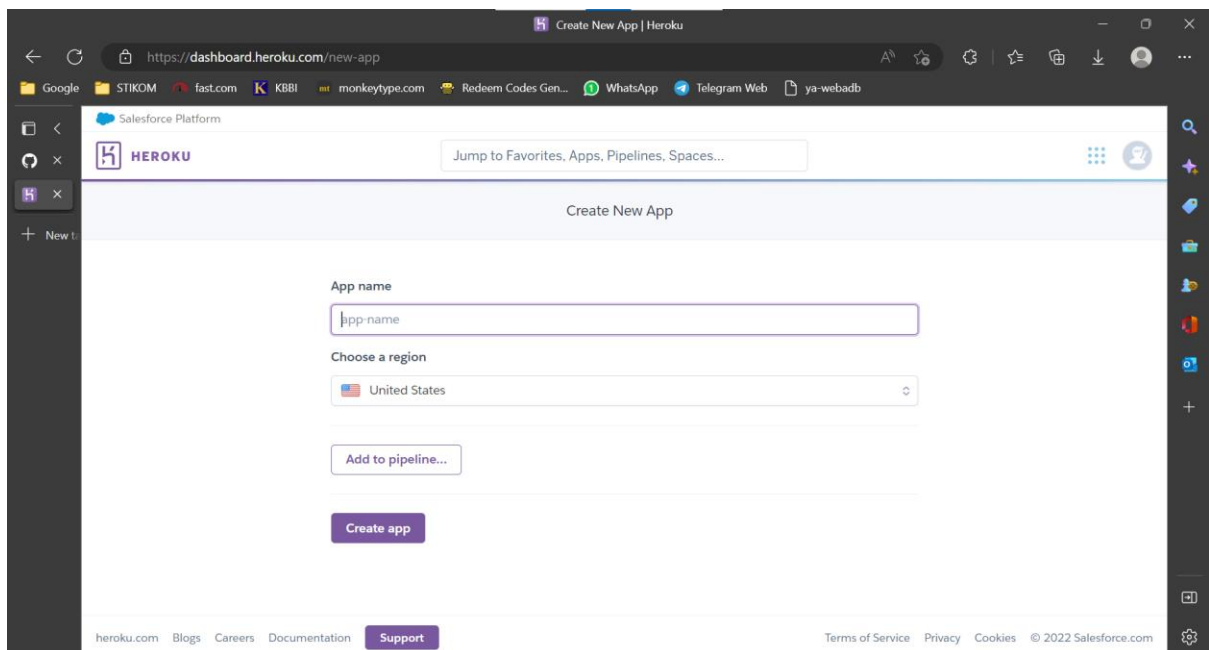 Create New App | Heroku
https://dashboard.heroku.com/new-app
Google STIKOM fast.com KBBI monkeytype.com Redeem Codes Gen... WhatsApp Telegram Web ya-webadb
Salesforce Platform
HEROKU
Jump to Favorites, Apps, Pipelines, Spaces...
New ta
Create New App
App name
app-name
Choose a region
United States
Add to pipeline...
Create app
heroku.com Blogs Careers Documentation Support Terms of Service Privacy Cookies © 2022 Salesforce.com